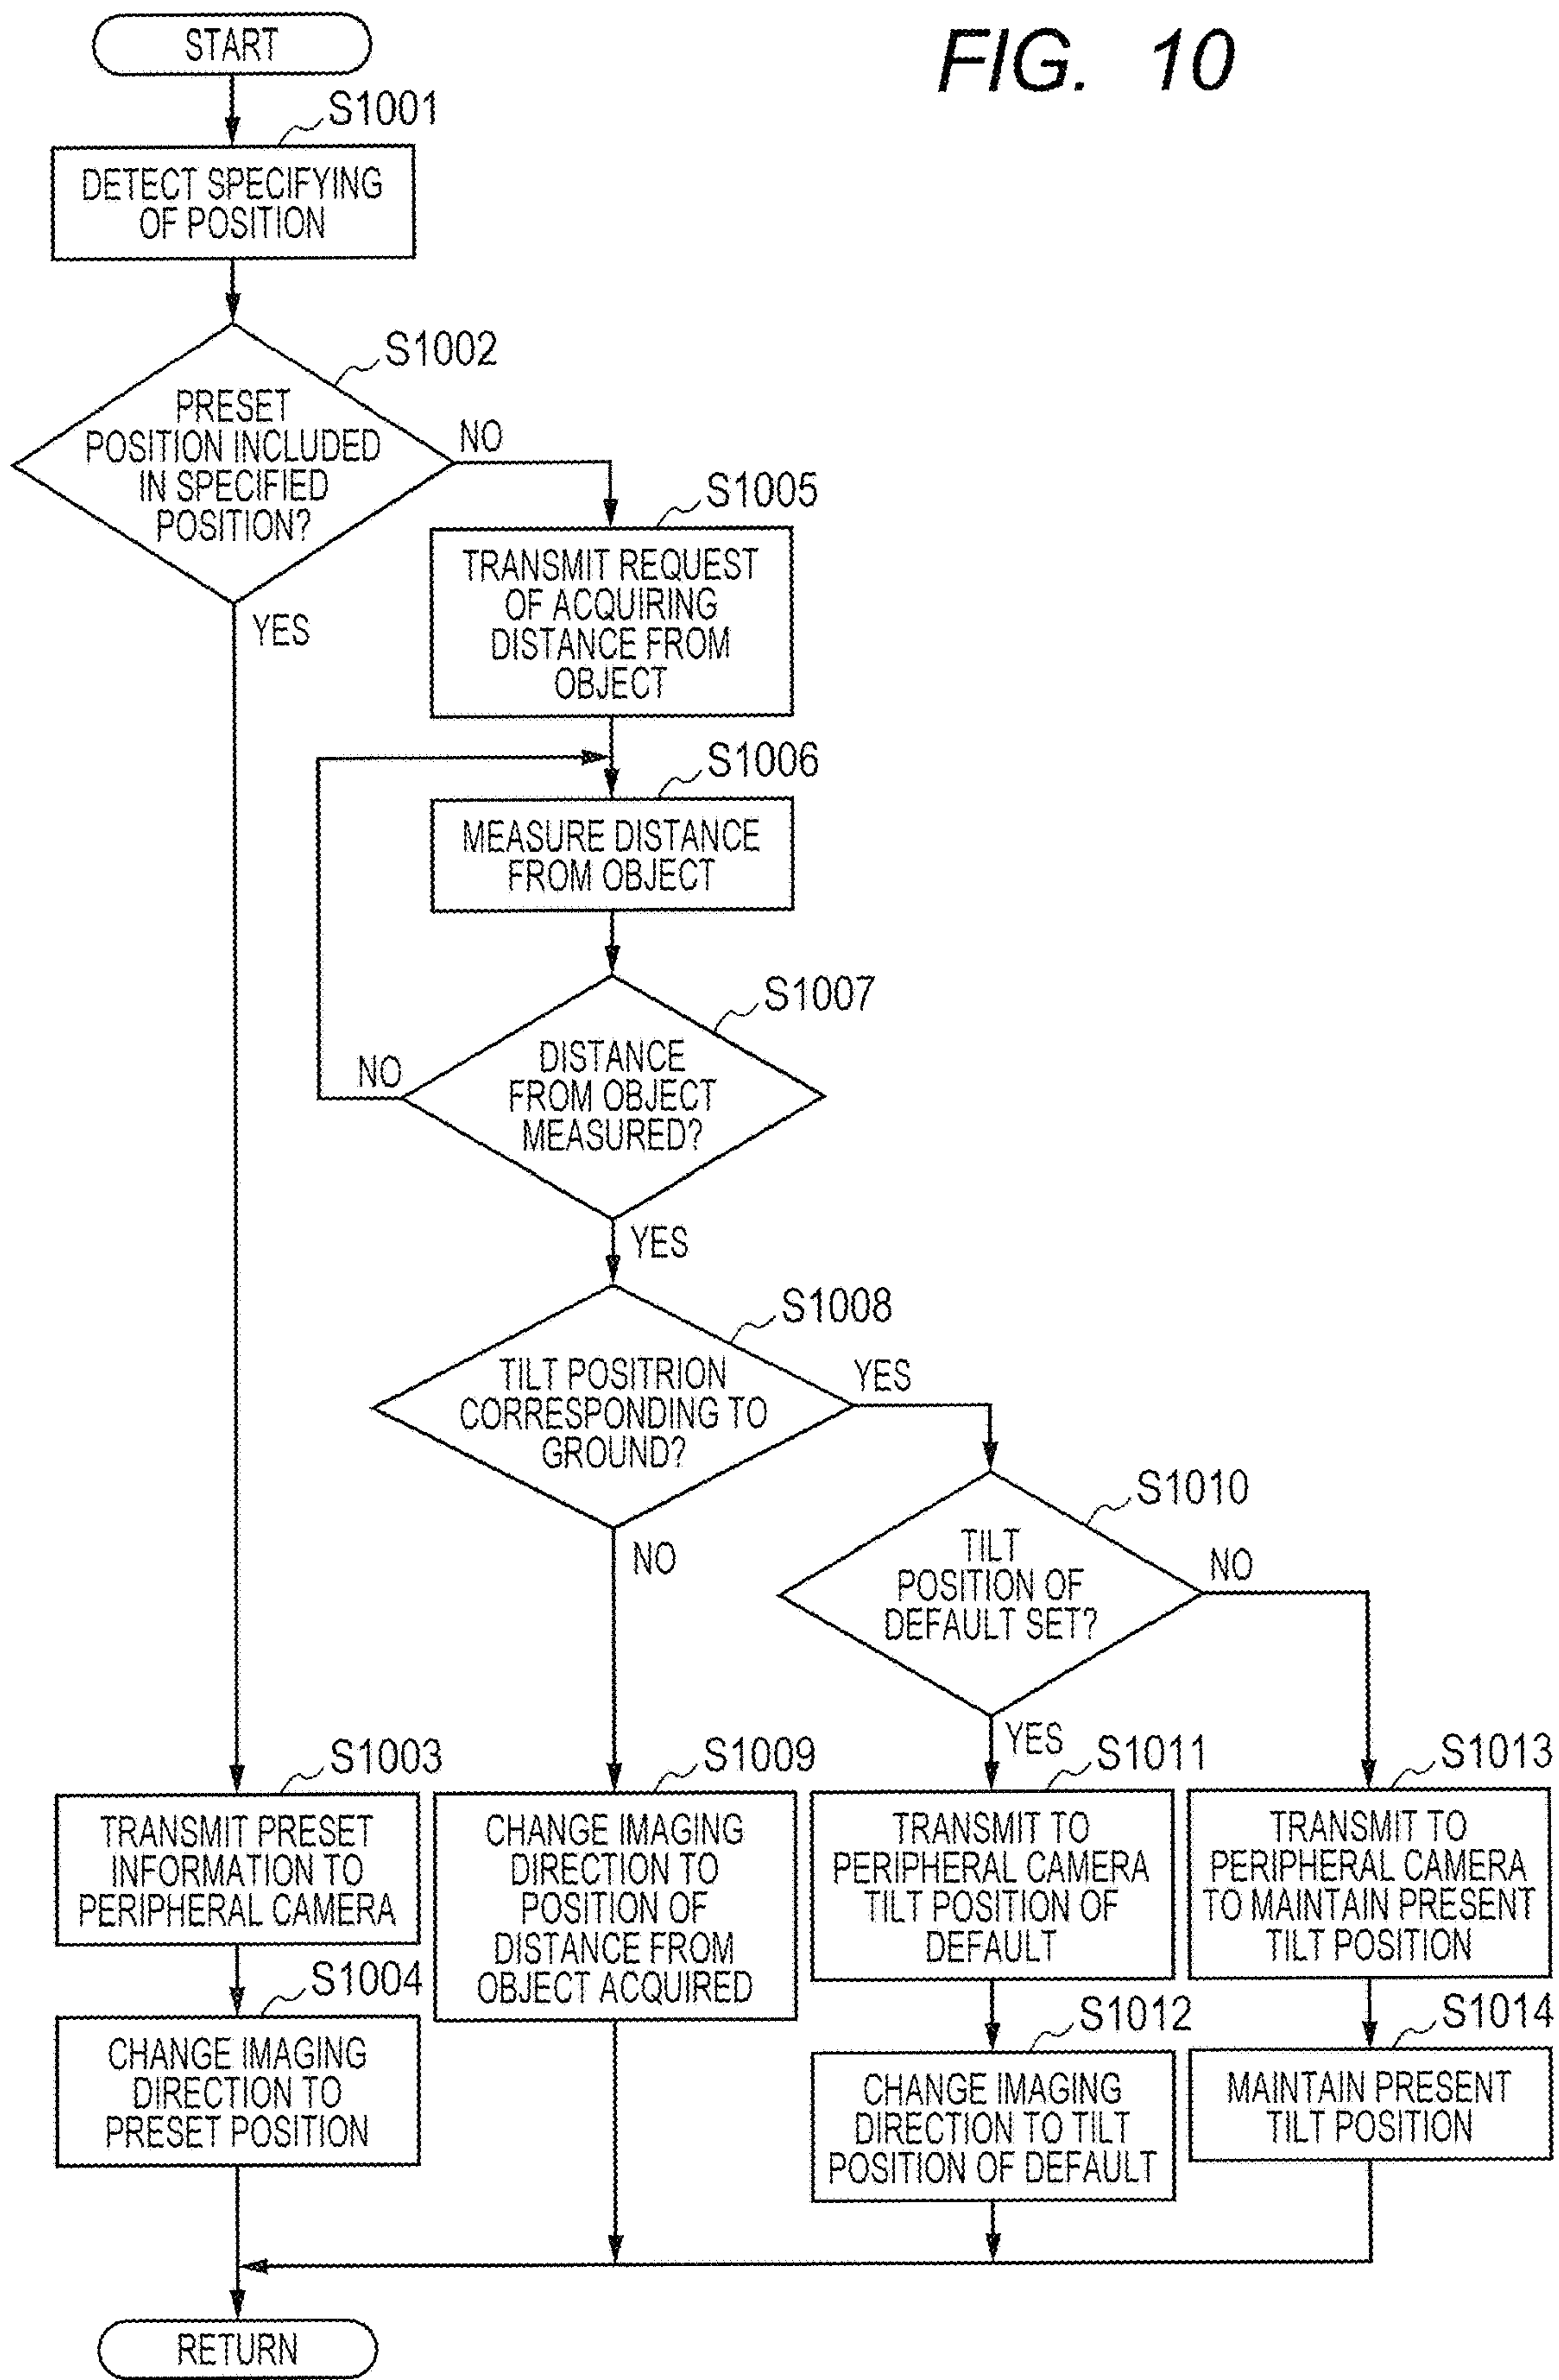 FIG. 10
START
S1001
DETECT SPECIFYING
OF POSITION
S1002
PRESET
POSITION INCLUDED
IN SPECIFIED
POSITION?
NO
YES
S1005
TRANSMIT REQUEST
OF ACQUIRING
DISTANCE FROM
OBJECT
S1006
MEASURE DISTANCE
FROM OBJECT
S1007
DISTANCE
FROM OBJECT
MEASURED?
NO
YES
S1008
TILT POSITRION
CORRESPONDING TO
GROUND?
YES
NO
S1010
TILT
POSITION OF
DEFAULT SET?
NO
YES
S1003
TRANSMIT PRESET
INFORMATION TO
PERIPHERAL CAMERA
S1004
CHANGE IMAGING
DIRECTION TO
PRESET POSITION
S1009
CHANGE IMAGING
DIRECTION TO
POSITION OF
DISTANCE FROM
OBJECT ACQUIRED
S1011
TRANSMIT TO
PERIPHERAL CAMERA
TILT POSITION OF
DEFAULT
S1012
CHANGE IMAGING
DIRECTION TO TILT
POSITION OF DEFAULT
S1013
TRANSMIT TO
PERIPHERAL CAMERA
TO MAINTAIN PRESENT
TILT POSITION
S1014
MAINTAIN PRESENT
TILT POSITION
RETURN